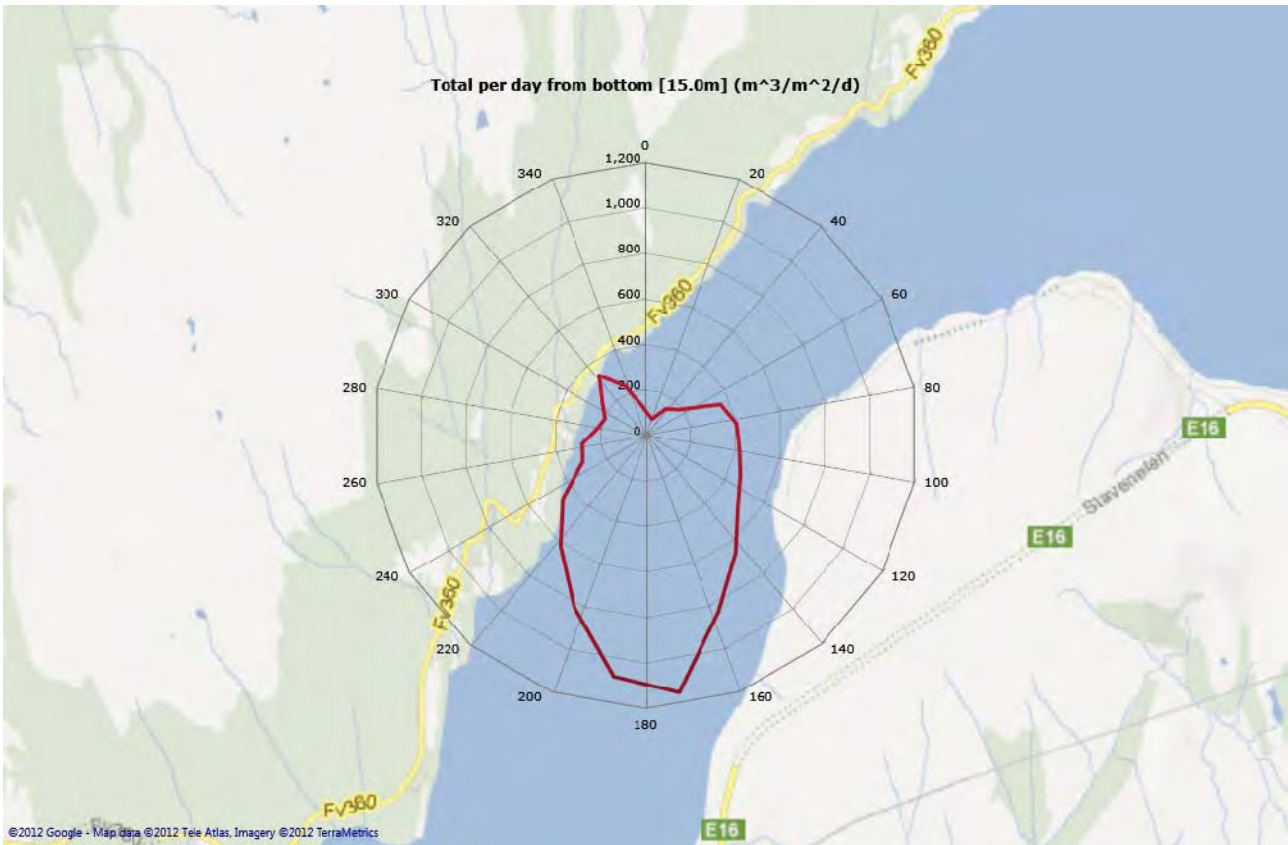 Fv360
Total per day from bottom [15.0m] (m^3/m^2/d)
0
1,200
340
20
1,000
320
40
800
300
600
60
Fv360
400
280
200
80
0
E16
260
100
Stavenølen
E16
240
120
Fv360
220
140
200
160
180
Fv360
E16
©2012 Google - Map data ©2012 Tele Atlas, Imagery ©2012 TerraMetrics